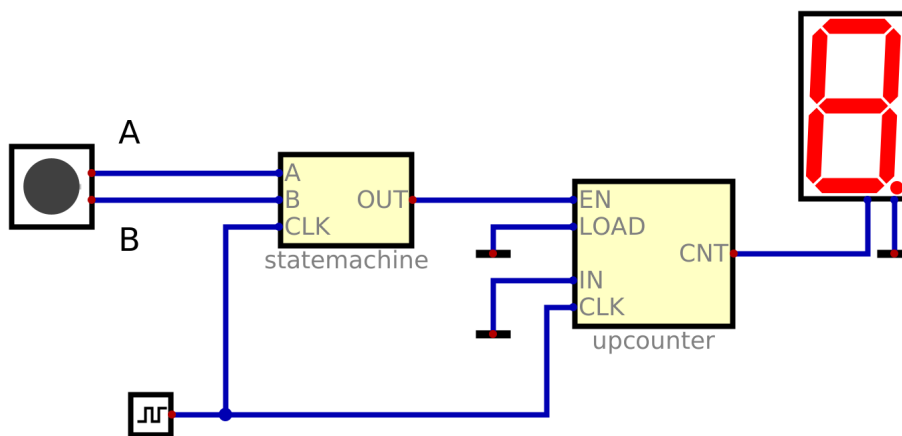 A
B
A
B
CLK
OUT
statemachine
EN
LOAD
IN
CLK
CNT
upcounter